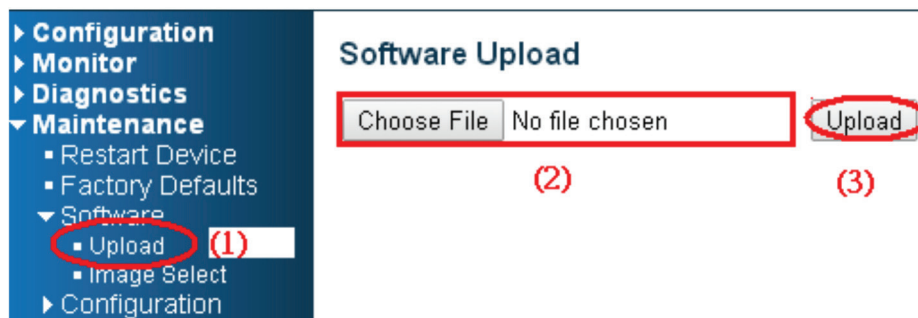 Configuration
Monitor
Diagnostics
Maintenance
Restart Device
Factory Defaults
Software
Upload (1)
Image Select
Configuration
Software Upload
Choose File No file chosen Upload
(2) (3)